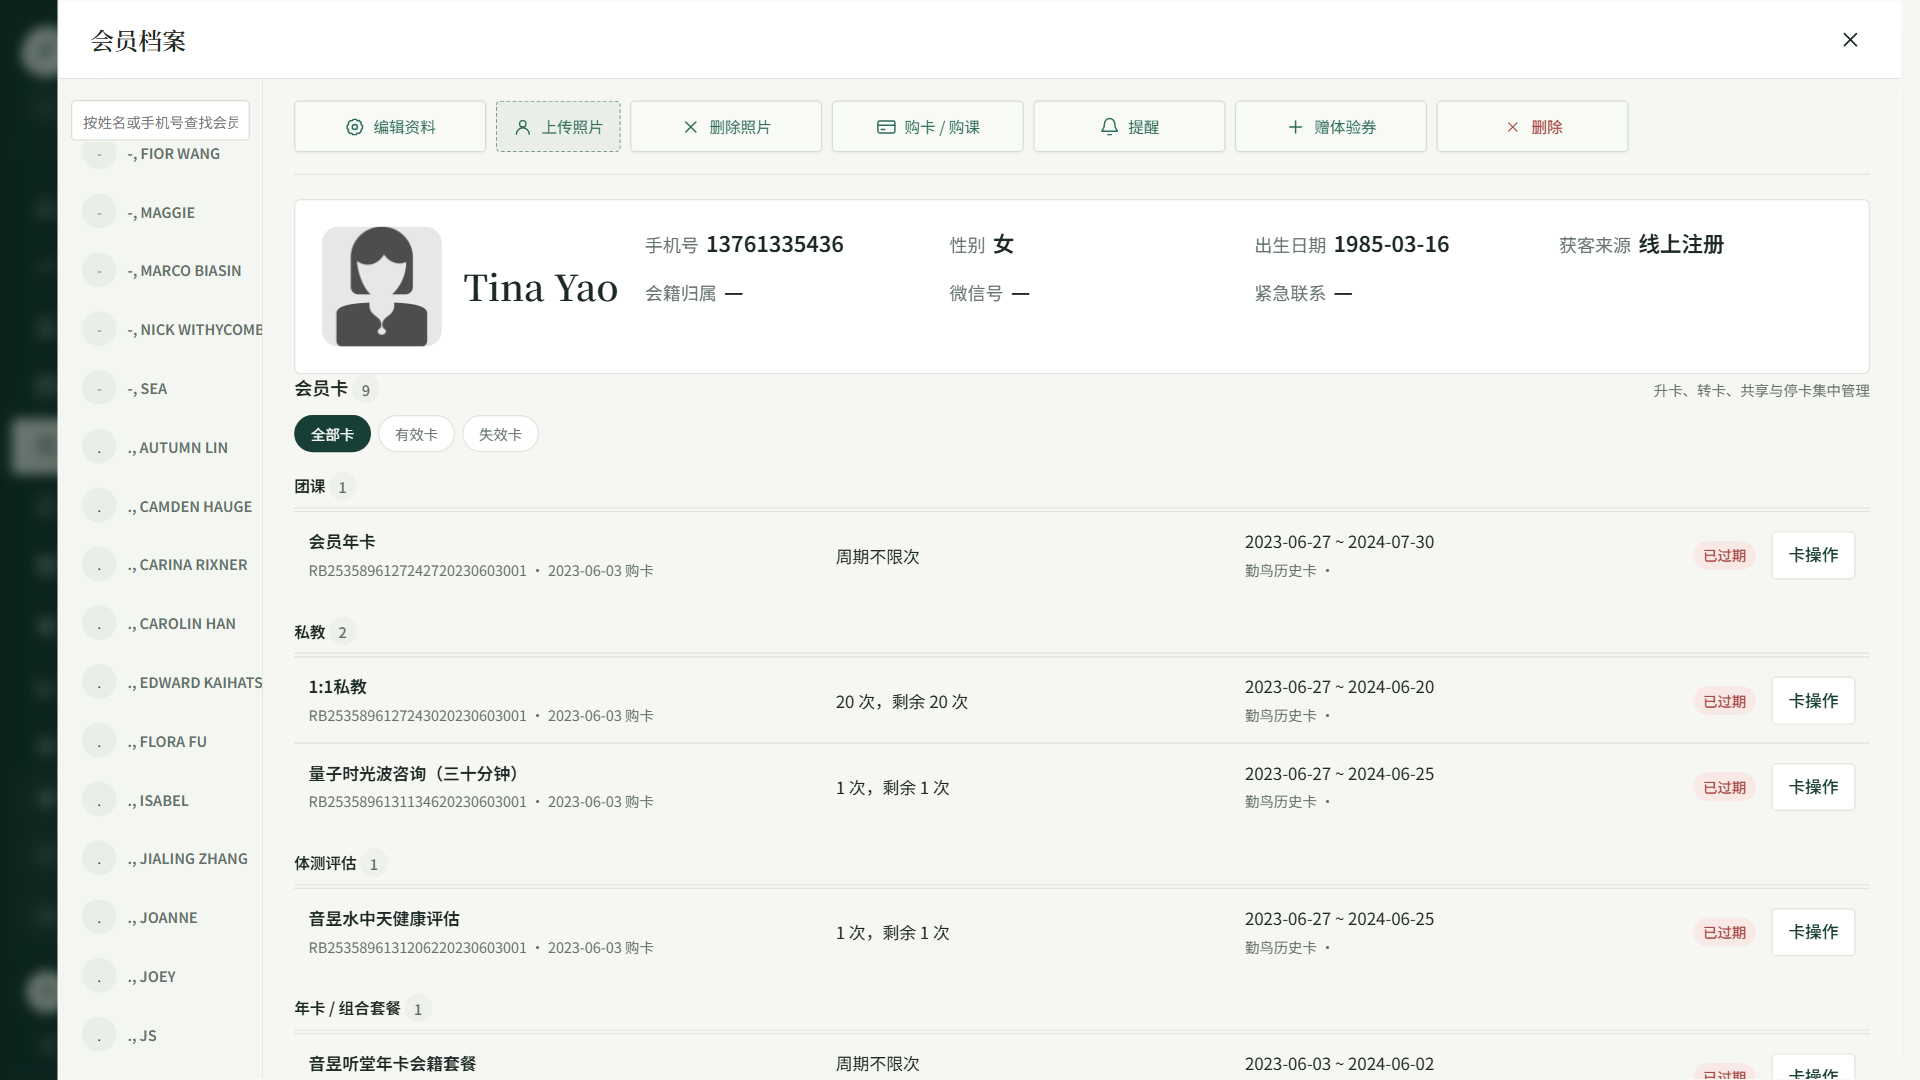 会员档案
按姓名或手机号查找会员
- -, FIOR WANG
- -, MAGGIE
- -, MARCO BIASIN
- -, NICK WITHYCOMB
- -, SEA
. ., AUTUMN LIN
. ., CAMDEN HAUGE
. ., CARINA RIXNER
. ., CAROLIN HAN
. ., EDWARD KAIHATS
. ., FLORA FU
. ., ISABEL
. ., JIALING ZHANG
. ., JOANNE
. ., JOEY
. ., JS
编辑资料
上传照片
删除照片
购卡 / 购课
提醒
赠体验券
删除
Tina Yao
手机号 13761335436
性别 女
出生日期 1985-03-16
获客来源 线上注册
会籍归属 —
微信号 —
紧急联系 —
会员卡 9
升卡、转卡、共享与停卡集中管理
全部卡
有效卡
失效卡
团课 1
会员年卡
RB2535896127242720230603001 • 2023-06-03 购卡
周期不限次
2023-06-27 ~ 2024-07-30
勤鸟历史卡 •
已过期
卡操作
私教 2
1:1私教
RB2535896127243020230603001 • 2023-06-03 购卡
20 次，剩余 20 次
2023-06-27 ~ 2024-06-20
勤鸟历史卡 •
已过期
卡操作
量子时光波咨询（三十分钟）
RB2535896131134620230603001 • 2023-06-03 购卡
1 次，剩余 1 次
2023-06-27 ~ 2024-06-25
勤鸟历史卡 •
已过期
卡操作
体测评估 1
音昱水中天健康评估
RB2535896131206220230603001 • 2023-06-03 购卡
1 次，剩余 1 次
2023-06-27 ~ 2024-06-25
勤鸟历史卡 •
已过期
卡操作
年卡 / 组合套餐 1
音昱听堂年卡会籍套餐
周期不限次
2023-06-03 ~ 2024-06-02
已过期
卡操作